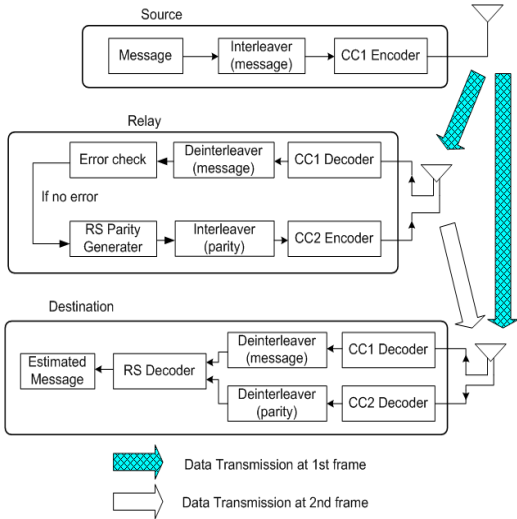 Source
Message
Interleaver
(message)
CC1 Encoder
Relay
Error check
Deinterleaver
(message)
CC1 Decoder
If no error
RS Parity
Generater
Interleaver
(parity)
CC2 Encoder
Destination
Estimated
Message
RS Decoder
Deinterleaver
(message)
CC1 Decoder
Deinterleaver
(parity)
CC2 Decoder
Data Transmission at 1st frame
Data Transmission at 2nd frame